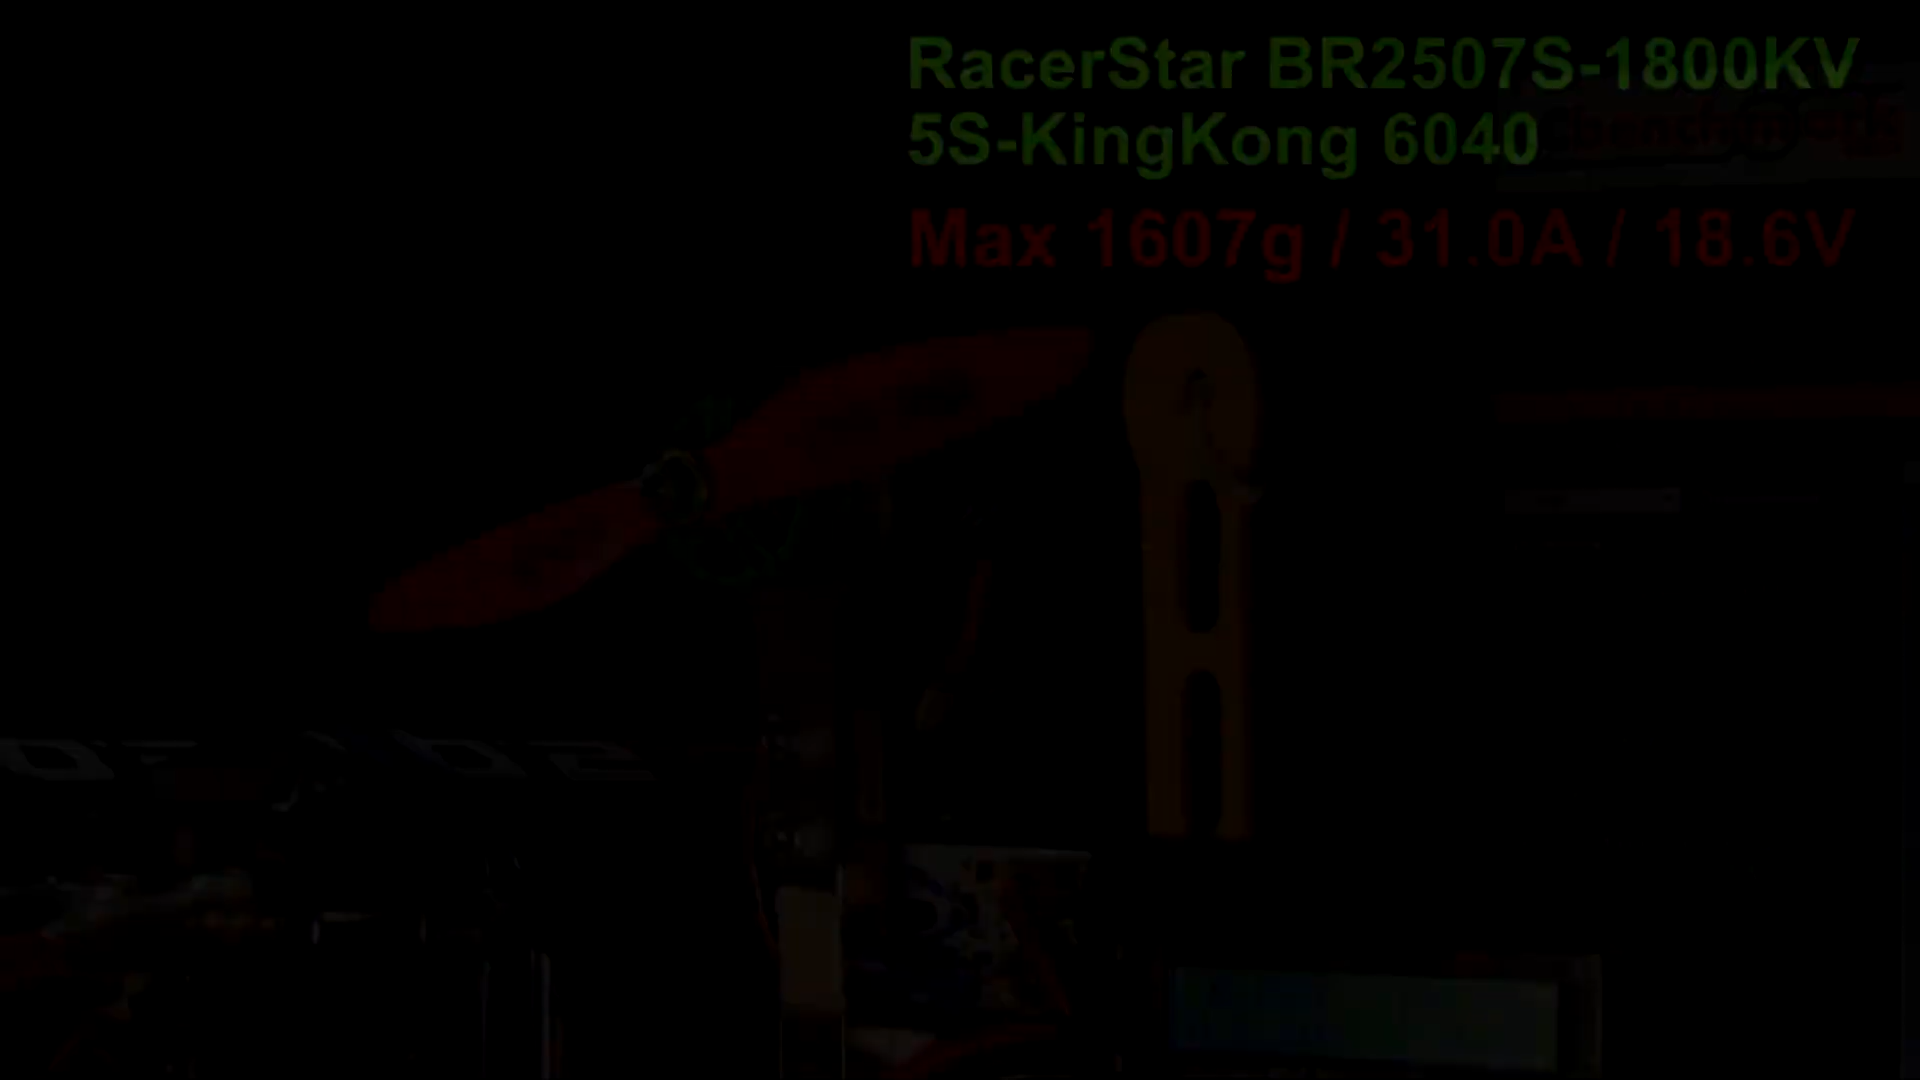 RacerStar BR2507S-1800KV
5S-KingKong 6040
Max 1607g / 31.0A / 18.6V